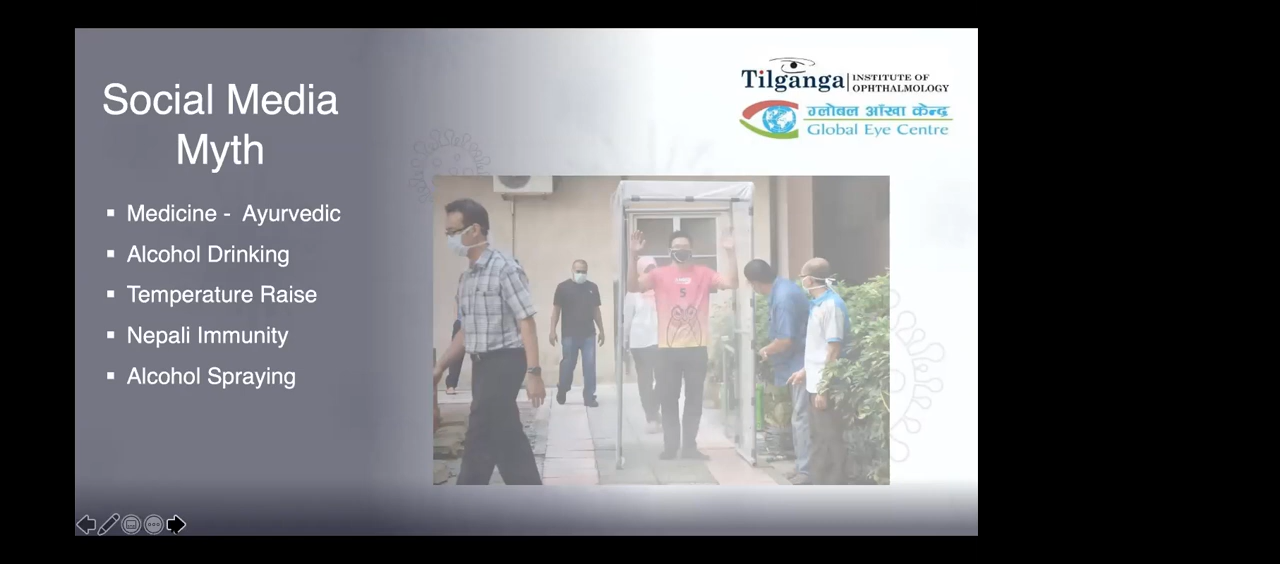 Social Media
Myth
Medicine - Ayurvedic
Alcohol Drinking
Temperature Raise
Nepali Immunity
Alcohol Spraying
Tilganga INSTITUTE OF
OPHTHALMOLOGY
ग्लोबल आँखा केन्द्र
Global Eye Centre
5